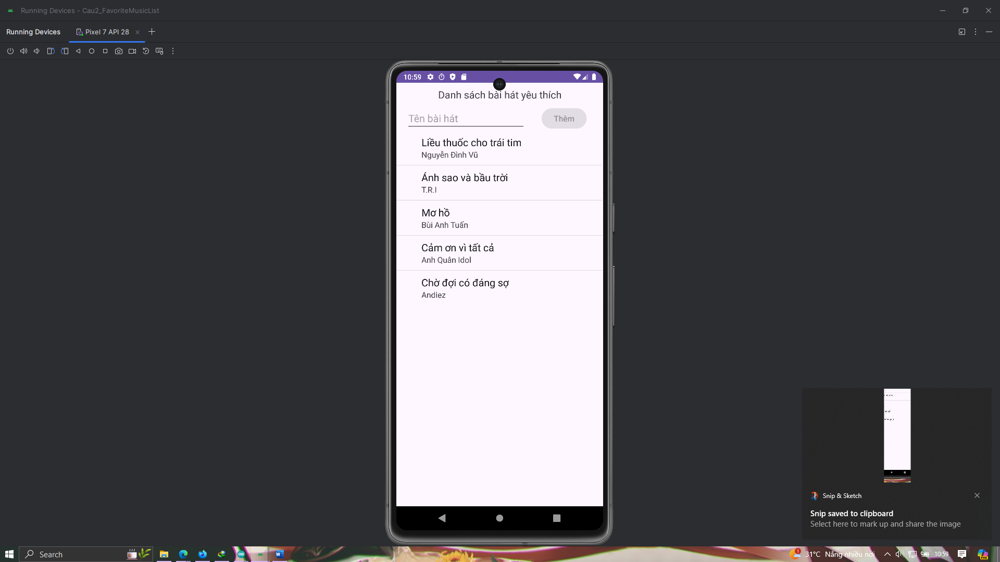 Running Devices - Cau2_FavoriteMusicList
Running Devices
Pixel 7 API 28
10:59
Danh sách bài hát yêu thích
Tên bài hát
Thêm
Liều thuốc cho trái tim
Nguyễn Đình Vũ
Ánh sao và bầu trời
T.R.I
Mơ hồ
Bùi Anh Tuấn
Cảm ơn vì tất cả
Anh Quân Idol
Chờ đợi có đáng sợ
Andiez
Snip & Sketch
Snip saved to clipboard
Select here to mark up and share the image
Search
1
31°C Nắng nhiều nơi
10:59
PRE